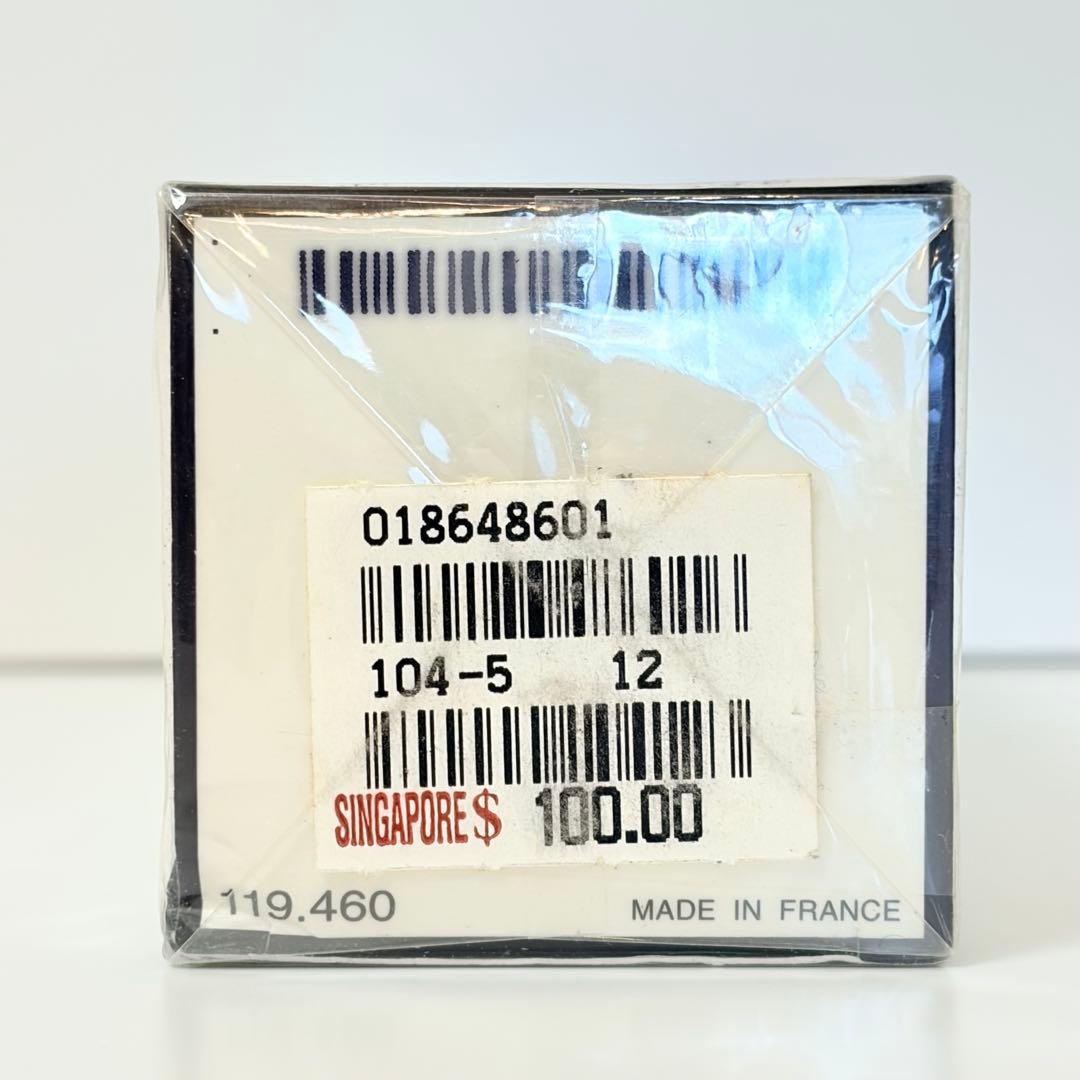 018648601
104-5 12
SINGAPORE $ 100.00
119.460 MADE IN FRANCE